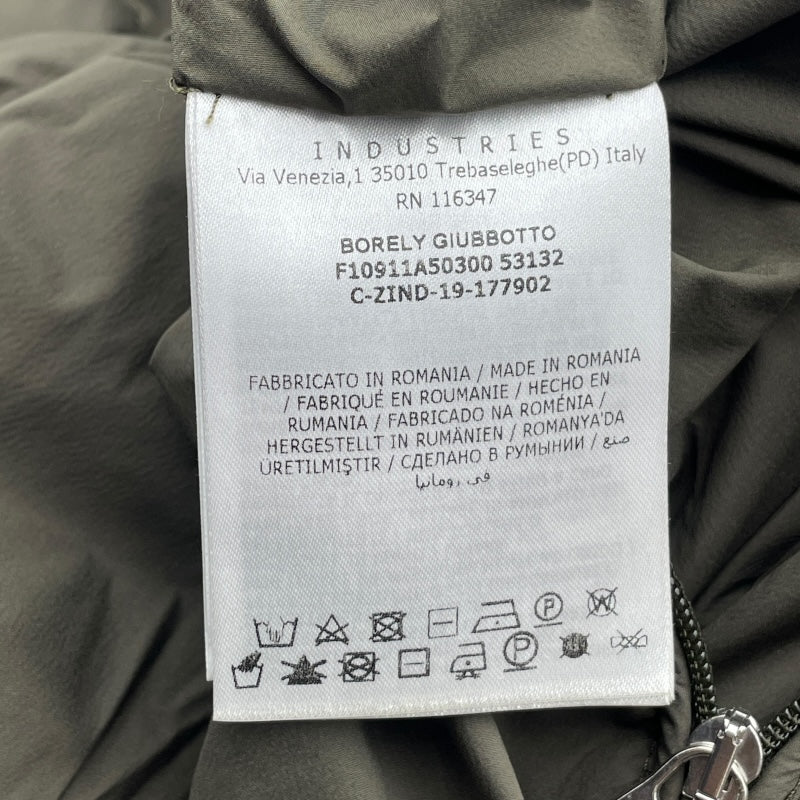 INDUSTRIES
Via Venezia,1 35010 Trebaseleghe(PD) Italy
RN 116347
BORELY GIUBBOTTO
F10911A50300 53132
C-ZIND-19-177902
FABBRICATO IN ROMANIA / MADE IN ROMANIA
/ FABRIQUÉ EN ROUMANIE / HECHO EN
RUMANIA / FABRICADO NA ROMÉNIA /
HERGESTELLT IN RUMÄNIEN / ROMANYA'DA
ÜRETILMIŞTIR / СДЕЛАНО В РУМЫНИИ / صنع
في رومانيا
P W
P